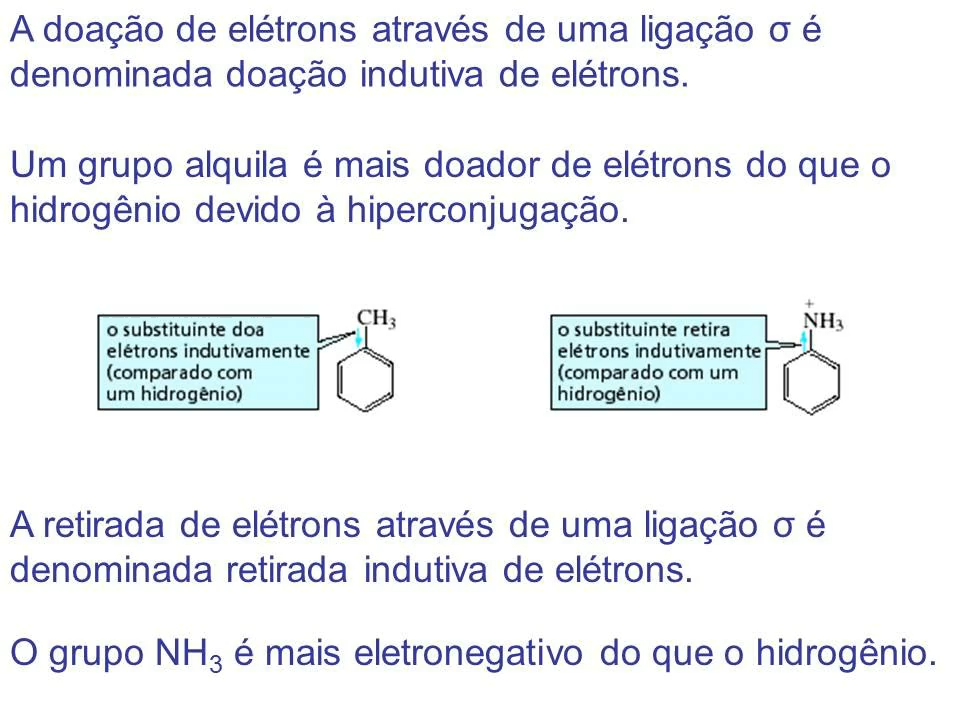 A doação de elétrons através de uma ligação σ é
denominada doação indutiva de elétrons.
Um grupo alquila é mais doador de elétrons do que o
hidrogênio devido à hiperconjugação.
o substituinte doa
elétrons indutivamente
(comparado com
um hidrogênio)
CH₃
o substituinte retira
elétrons indutivamente
(comparado com um
hidrogênio)
+
NH₃
A retirada de elétrons através de uma ligação σ é
denominada retirada indutiva de elétrons.
O grupo NH₃ é mais eletronegativo do que o hidrogênio.